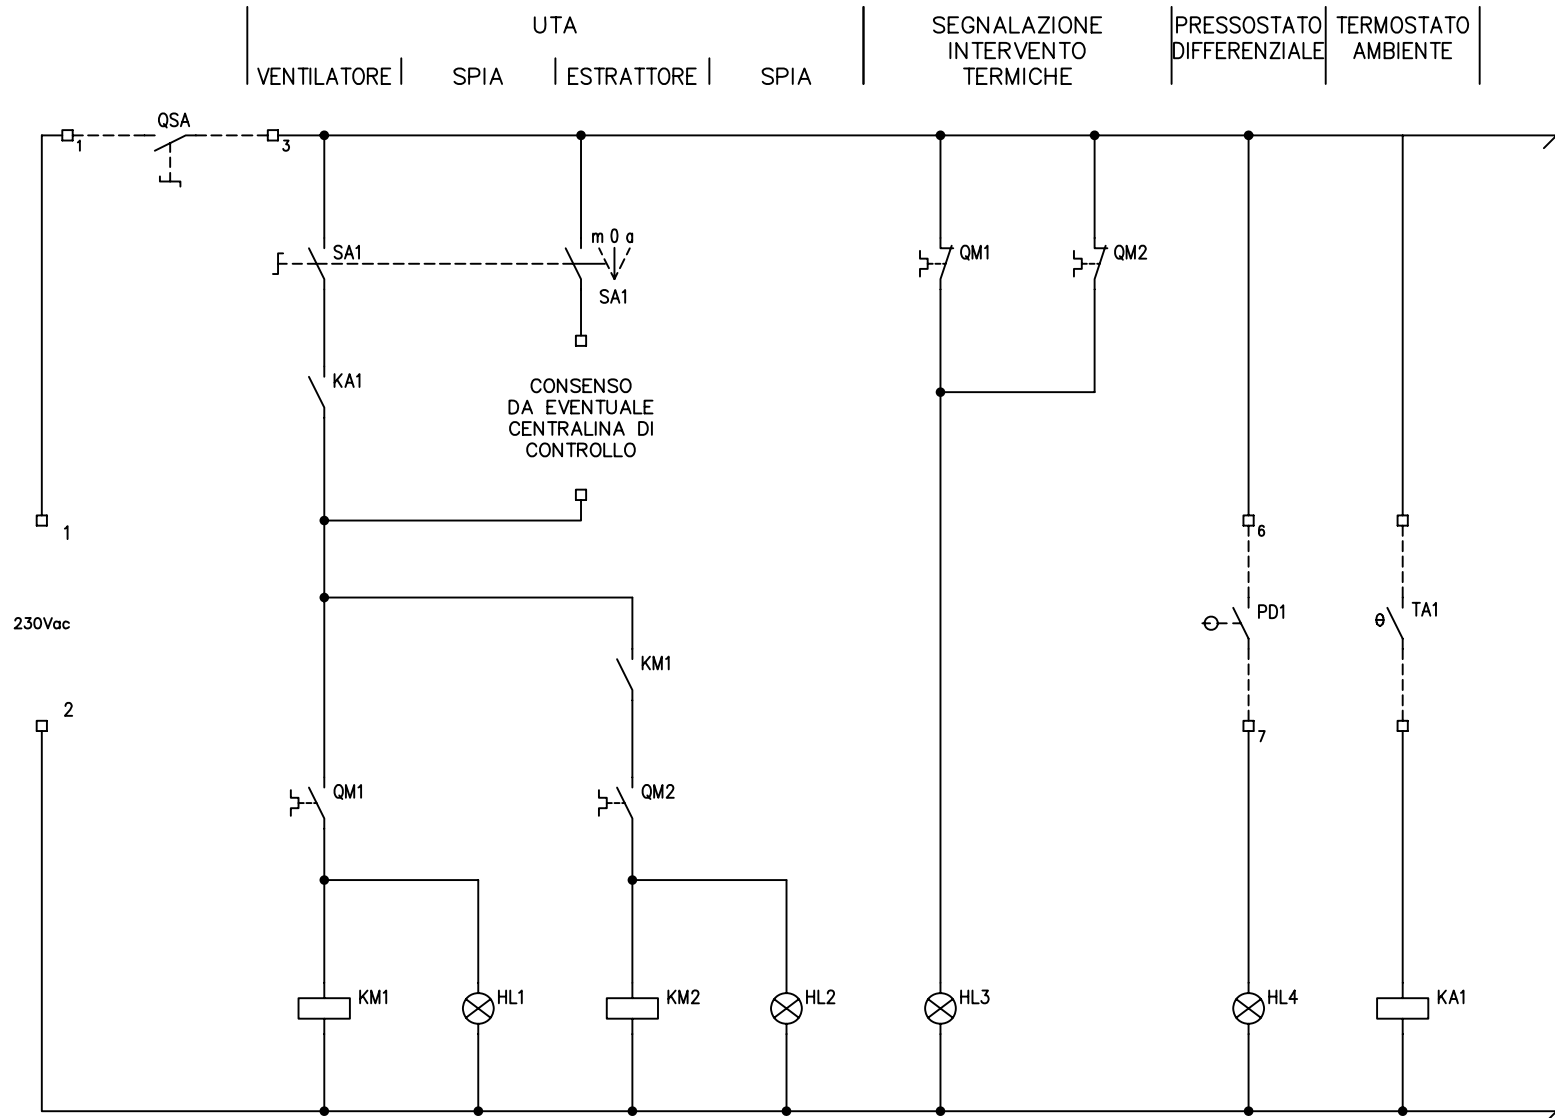 UTA
VENTILATORE
SPIA
ESTRATTORE
SPIA
SEGNALAZIONE
INTERVENTO
TERMICHE
PRESSOSTATO
DIFFERENZIALE
TERMOSTATO
AMBIENTE
1
QSA
3
SA1
m 0 a
SA1
QM1
QM2
KA1
CONSENSO
DA EVENTUALE
CENTRALINA DI
CONTROLLO
1
230Vac
2
6
PD1
7
θ
TA1
KM1
QM1
QM2
KM1
HL1
KM2
HL2
HL3
HL4
KA1